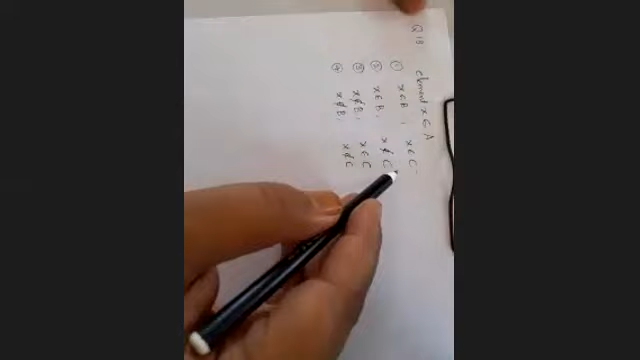 Q 18
element x ∈ A
① x ∈ B, x ∈ C
② x ∈ B, x ∉ C
③ x ∉ B, x ∈ C
④ x ∉ B, x ∉ C